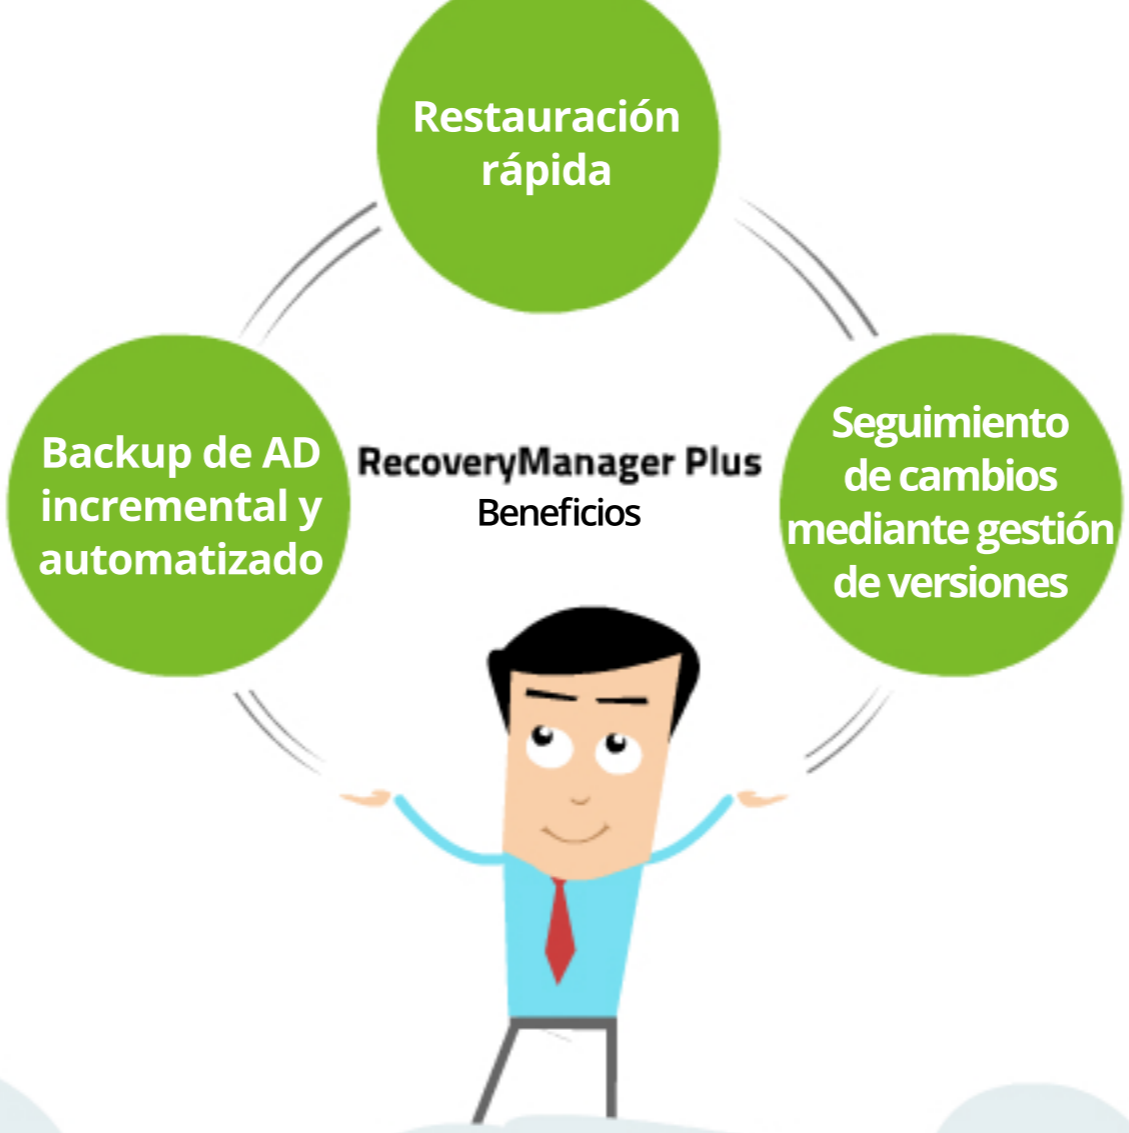 Restauración
rápida
Backup de AD
incremental y
automatizado
RecoveryManager Plus
Beneficios
Seguimiento
de cambios
mediante gestión
de versiones